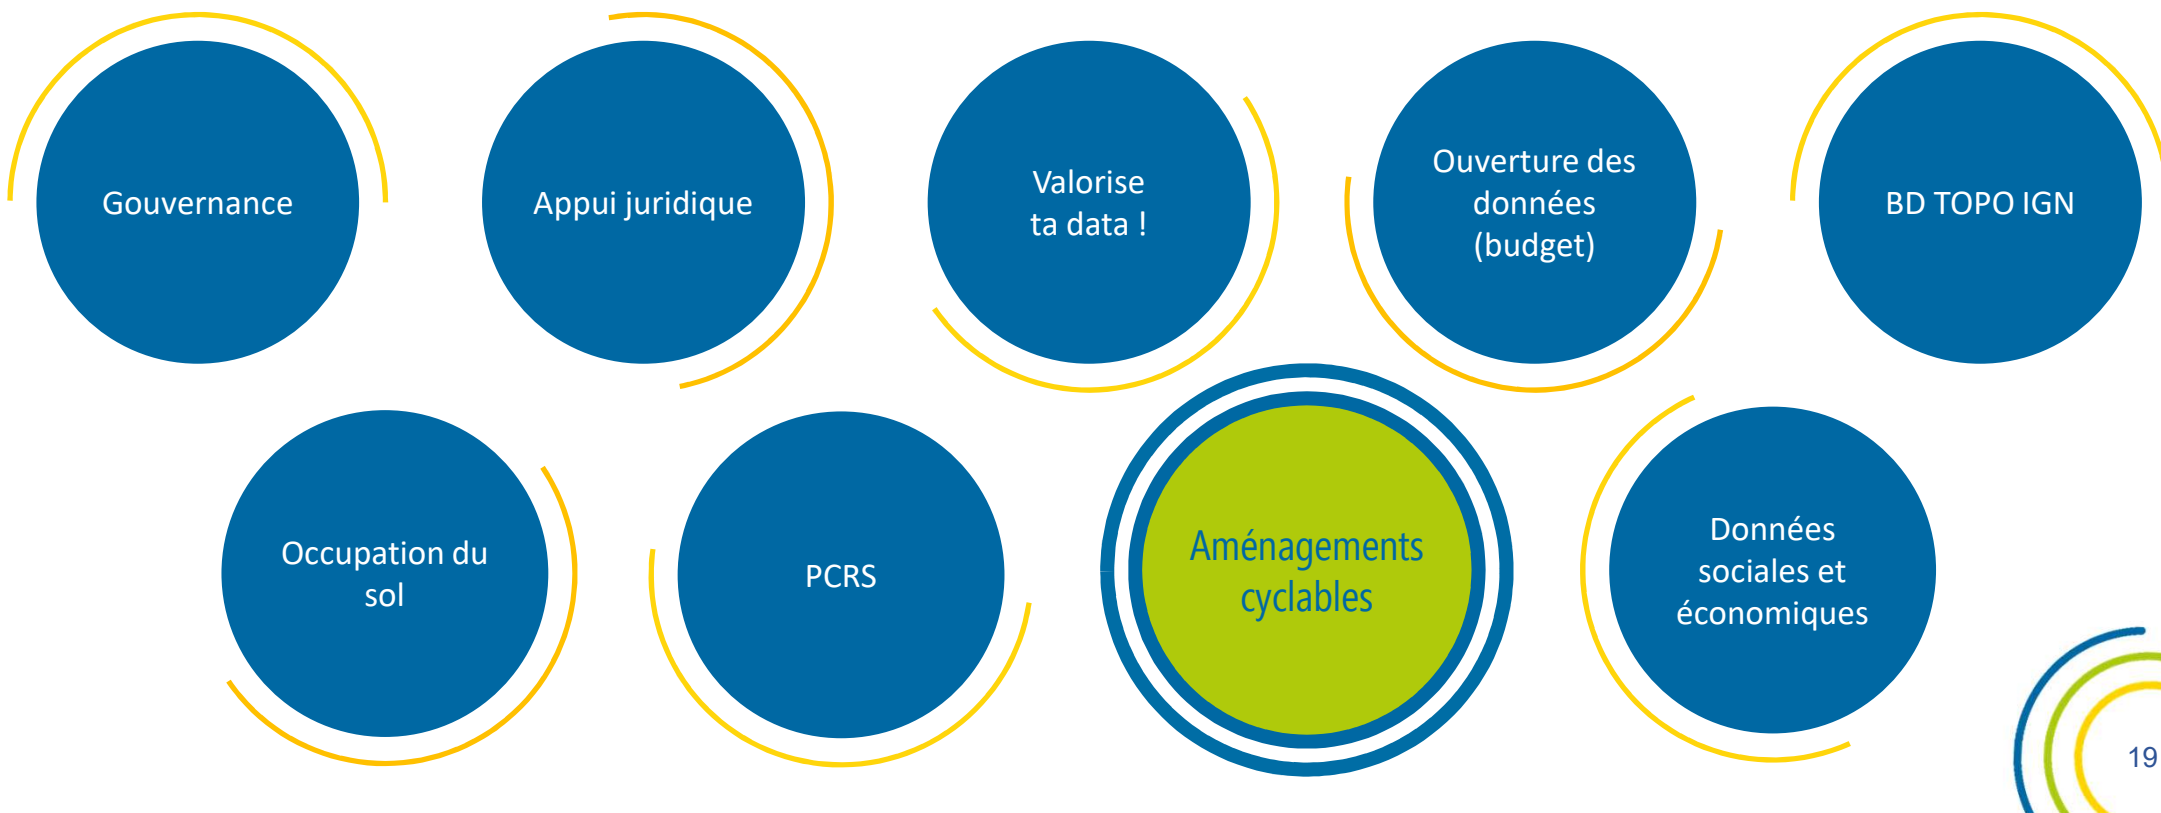 Gouvernance
Appui juridique
Valorise
ta data !
Ouverture des
données
(budget)
BD TOPO IGN
Occupation du
sol
PCRS
Aménagements
cyclables
Données
sociales et
économiques
19